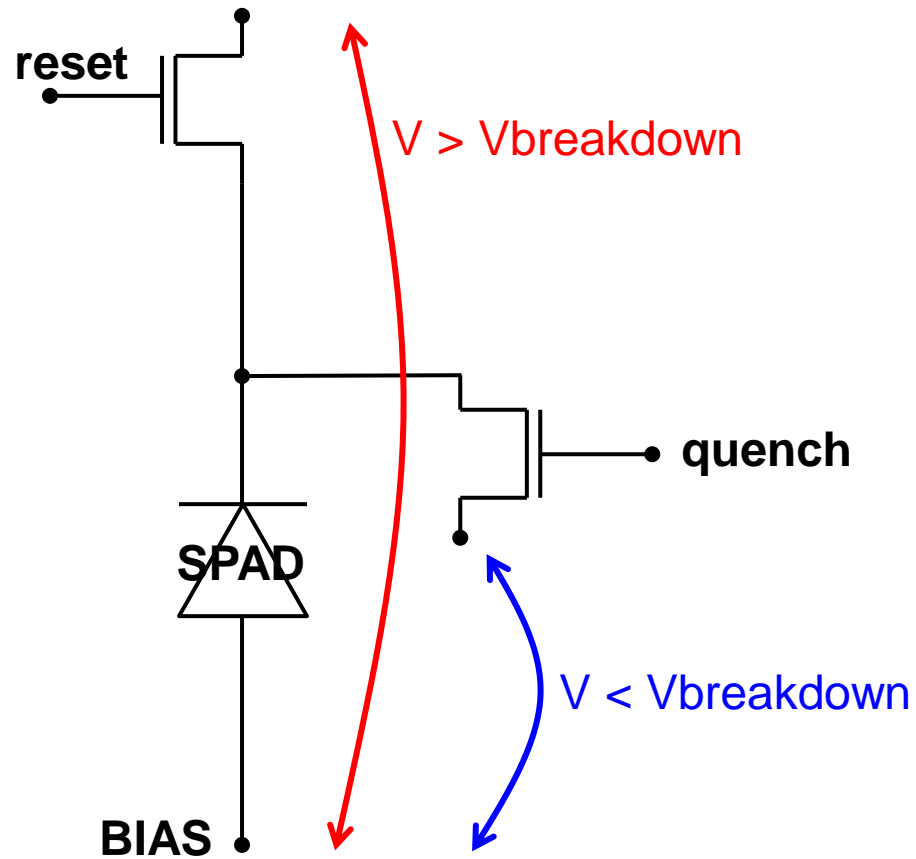 reset
V > Vbreakdown
quench
SPAD
V < Vbreakdown
BIAS